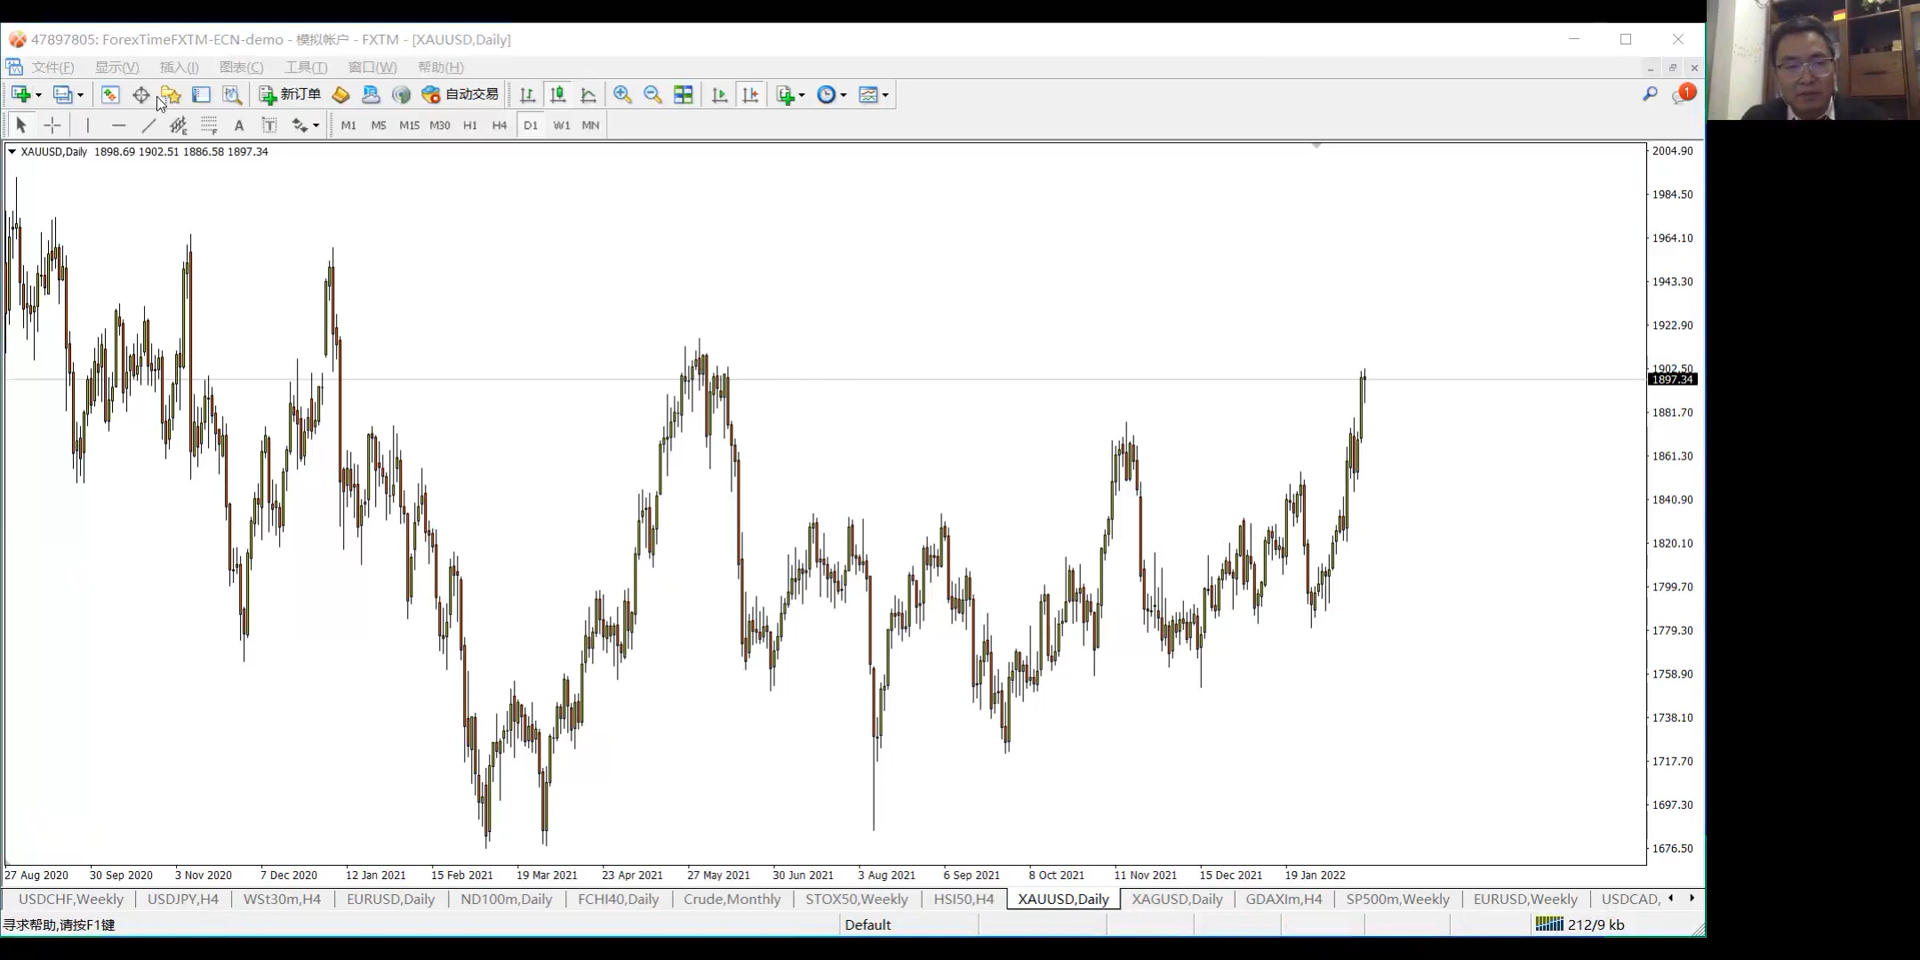 47897805: ForexTimeFXTM-ECN-demo - 模拟帐户 - FXTM - [XAUUSD,Daily]
文件(F) 显示(V) 插入(I) 图表(C) 工具(T) 窗口(W) 帮助(H)
新订单 自动交易 1
A T M1 M5 M15 M30 H1 H4 D1 W1 MN
XAUUSD,Daily 1898.69 1902.51 1886.58 1897.34
2004.90
1984.50
1964.10
1943.30
1922.90
1902.50
1897.34
1881.70
1861.30
1840.90
1820.10
1799.70
1779.30
1758.90
1738.10
1717.70
1697.30
1676.50
27 Aug 2020 30 Sep 2020 3 Nov 2020 7 Dec 2020 12 Jan 2021 15 Feb 2021 19 Mar 2021 23 Apr 2021 27 May 2021 30 Jun 2021 3 Aug 2021 6 Sep 2021 8 Oct 2021 11 Nov 2021 15 Dec 2021 19 Jan 2022
USDCHF,Weekly USDJPY,H4 WSt30m,H4 EURUSD,Daily ND100m,Daily FCHI40,Daily Crude,Monthly STOX50,Weekly HSI50,H4 XAUUSD,Daily XAGUSD,Daily GDAXIm,H4 SP500m,Weekly EURUSD,Weekly USDCAD,
寻求帮助,请按F1键 Default 212/9 kb